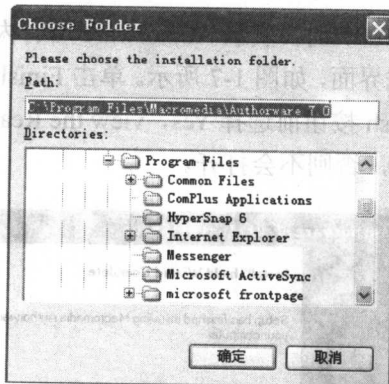 Choose Folder
Please choose the installation folder.
Path:
C:\Program Files\Macromedia\Authorware 7.0
Directories:
Program Files
Common Files
ComPlus Applications
HyperSnap 6
Internet Explorer
Messenger
Microsoft ActiveSync
microsoft frontpage
确定
取消